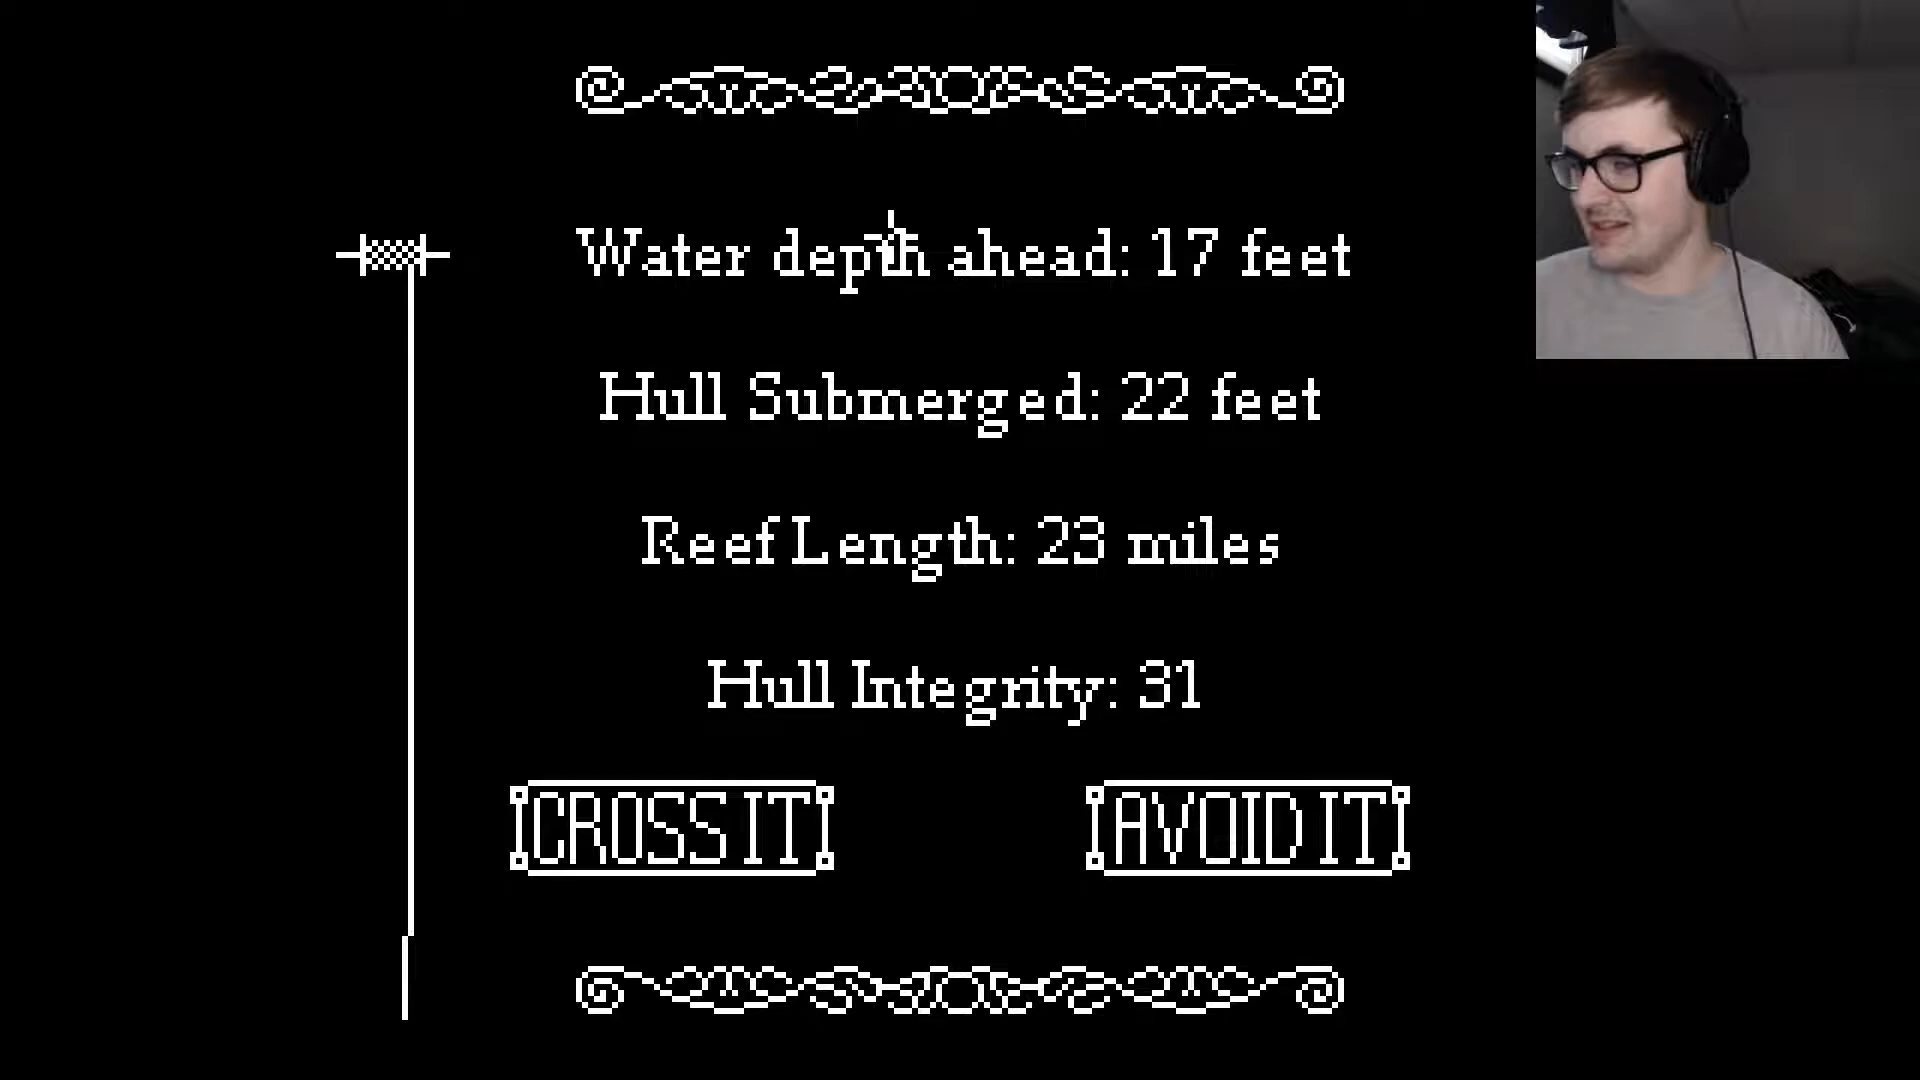 Water depth ahead: 17 feet
Hull Submerged: 22 feet
Reef Length: 23 miles
Hull Integrity: 31
CROSS IT
AVOID IT